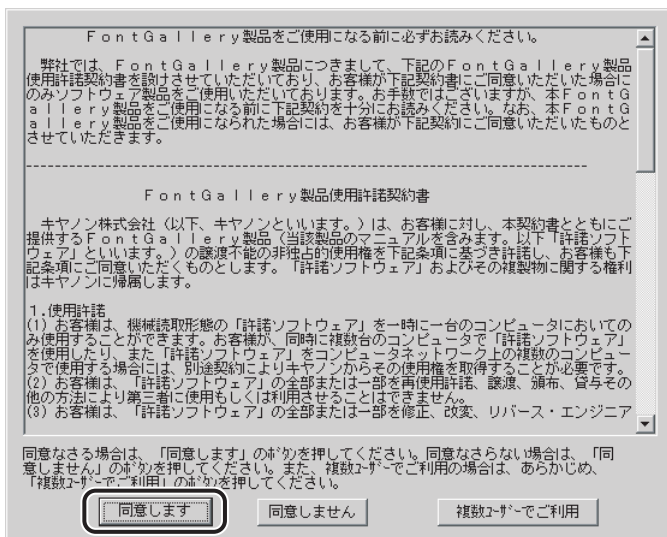 ＦｏｎｔＧａｌｌｅｒｙ製品をご使用になる前に必ずお読みください。
弊社では、ＦｏｎｔＧａｌｌｅｒｙ製品につきまして、下記のＦｏｎｔＧａｌｌｅｒｙ製品
使用許諾契約書を設けさせていただいており、お客様が下記契約書にご同意いただいた場合に
のみソフトウェア製品をご使用いただいております。お手数ではございますが、本ＦｏｎｔＧ
ａｌｌｅｒｙ製品をご使用になる前に下記契約を十分にお読みください。なお、本ＦｏｎｔＧ
ａｌｌｅｒｙ製品をご使用になられた場合には、お客様が下記契約にご同意いただいたものと
させていただきます。
--------------------------------------------------------------------------------
ＦｏｎｔＧａｌｌｅｒｙ製品使用許諾契約書
キヤノン株式会社（以下、キヤノンといいます。）は、お客様に対し、本契約書とともにご
提供するＦｏｎｔＧａｌｌｅｒｙ製品（当該製品のマニュアルを含みます。以下「許諾ソフト
ウェア」といいます。）の譲渡不能の非独占的使用権を下記条項に基づき許諾し、お客様も下
記条項にご同意いただくものとします。「許諾ソフトウェア」およびその複製物に関する権利
はキヤノンに帰属します。
１.使用許諾
(1) お客様は、機械読取形態の「許諾ソフトウェア」を一時に一台のコンピュータにおいての
み使用することができます。お客様が、同時に複数台のコンピュータで「許諾ソフトウェア」
を使用したり、また「許諾ソフトウェア」をコンピュータネットワーク上の複数のコンピュー
タで使用する場合には、別途契約によりキヤノンからその使用権を取得することが必要です。
(2) お客様は、「許諾ソフトウェア」の全部または一部を再使用許諾、譲渡、頒布、貸与その
他の方法により第三者に使用もしくは利用させることはできません。
(3) お客様は、「許諾ソフトウェア」の全部または一部を修正、改変、リバース・エンジニア
同意なさる場合は、「同意します」のﾎﾞﾀﾝを押してください。同意なさらない場合は、「同
意しません」のﾎﾞﾀﾝを押してください。また、複数ﾕｰｻﾞｰでご利用の場合は、あらかじめ、
「複数ﾕｰｻﾞｰでご利用」のﾎﾞﾀﾝを押してください。
同意します
同意しません
複数ﾕｰｻﾞｰでご利用